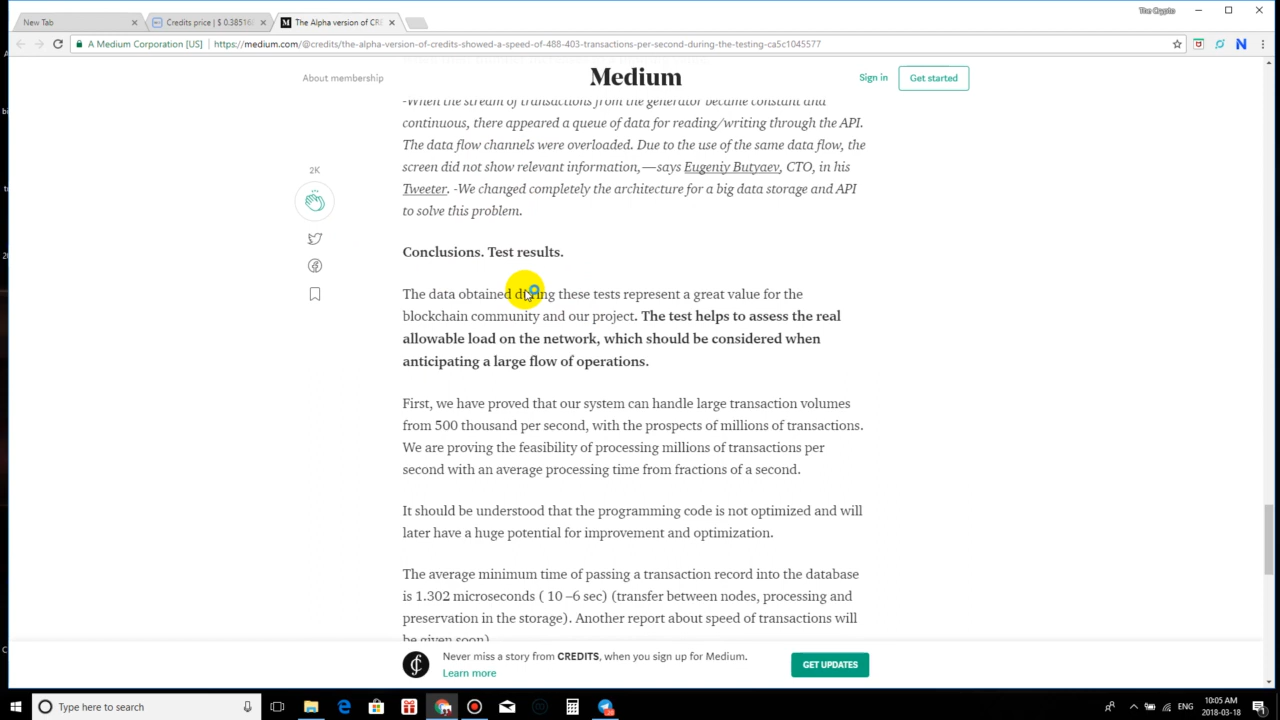 The Crypto
New Tab
Credits price | $ 0.38516
The Alpha version of CRE
A Medium Corporation [US]
https://medium.com/@credits/the-alpha-version-of-credits-showed-a-speed-of-488-403-transactions-per-second-during-the-testing-ca5c1045577
About membership
Medium
Sign in
Get started
-When the stream of transactions from the generator became constant and
continuous, there appeared a queue of data for reading/writing through the API.
The data flow channels were overloaded. Due to the use of the same data flow, the
screen did not show relevant information,—says Eugeniy Butyaev, CTO, in his
Tweeter. -We changed completely the architecture for a big data storage and API
to solve this problem.
2K
Conclusions. Test results.
The data obtained during these tests represent a great value for the
blockchain community and our project. The test helps to assess the real
allowable load on the network, which should be considered when
anticipating a large flow of operations.
First, we have proved that our system can handle large transaction volumes
from 500 thousand per second, with the prospects of millions of transactions.
We are proving the feasibility of processing millions of transactions per
second with an average processing time from fractions of a second.
It should be understood that the programming code is not optimized and will
later have a huge potential for improvement and optimization.
The average minimum time of passing a transaction record into the database
is 1.302 microseconds ( 10 –6 sec) (transfer between nodes, processing and
preservation in the storage). Another report about speed of transactions will
be given soon)
Never miss a story from CREDITS, when you sign up for Medium.
Learn more
GET UPDATES
Type here to search
ENG
10:05 AM
2018-03-18